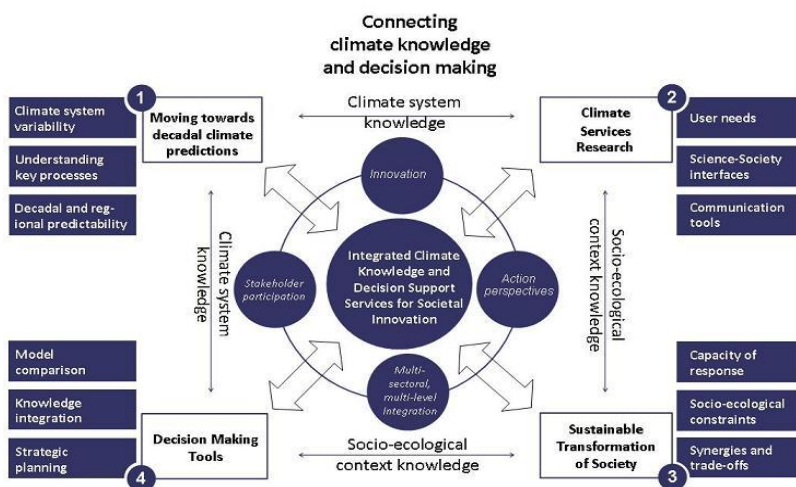 Connecting
climate knowledge
and decision making
1
Moving towards
decadal climate
predictions
Climate system
variability
Understanding
key processes
Decadal and reg-
ional predictability
Climate system
knowledge
2
Climate
Services
Research
User needs
Science-Society
interfaces
Communication
tools
Innovation
Stakeholder
participation
Integrated Climate
Knowledge and
Decision Support
Services for Societal
Innovation
Action
perspectives
Multi-
sectoral,
multi-level
Integration
Climate system
knowledge
Socio-ecological
context knowledge
Model
comparison
Knowledge
integration
Strategic
planning
4
Decision Making
Tools
Socio-ecological
context knowledge
Sustainable
Transformation
of Society
3
Capacity of
response
Socio-ecological
constraints
Synergies and
trade-offs